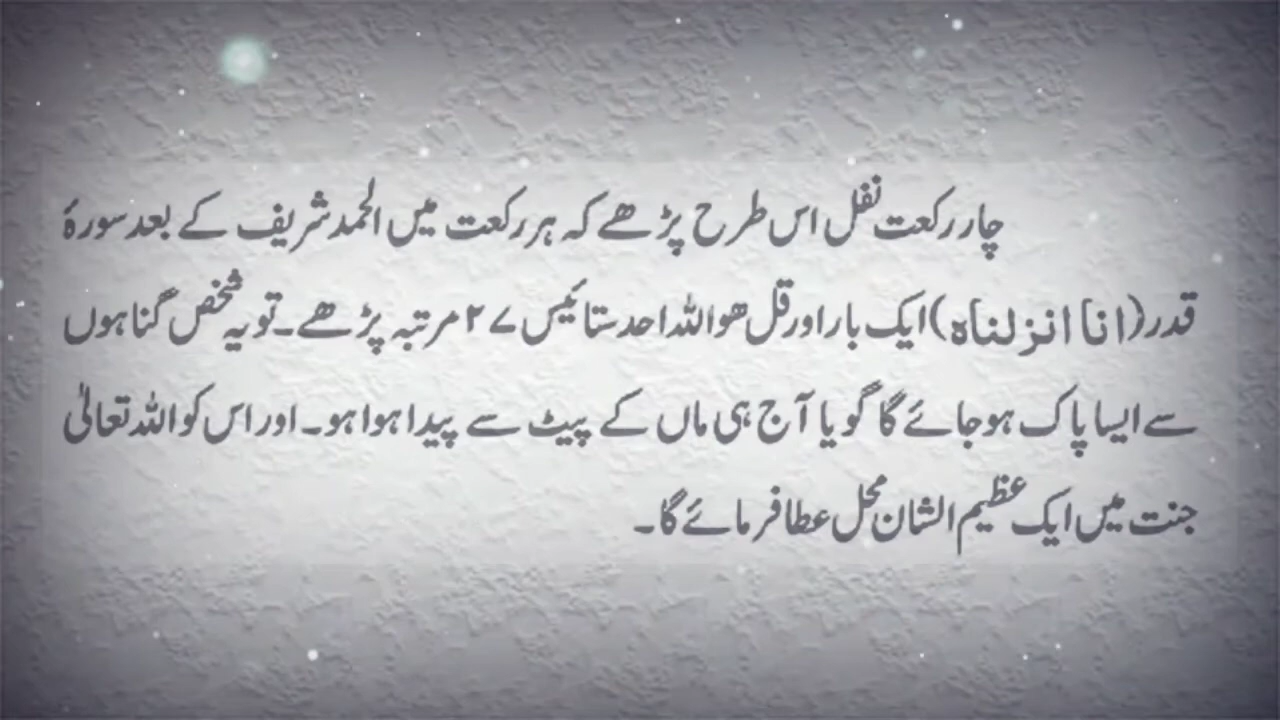 چار رکعت نفل اس طرح پڑھے کہ ہر رکعت میں الحمد شریف کے بعد سورۂ
قدر (انا انزلناہ) ایک بار اور قل ھو اللہ احد ستائیس ۲۷ مرتبہ پڑھے۔ تو یہ شخص گناہوں
سے ایسا پاک ہو جائے گا گویا آج ہی ماں کے پیٹ سے پیدا ہوا ہو۔ اور اس کو اللہ تعالیٰ
جنت میں ایک عظیم الشان محل عطا فرمائے گا۔